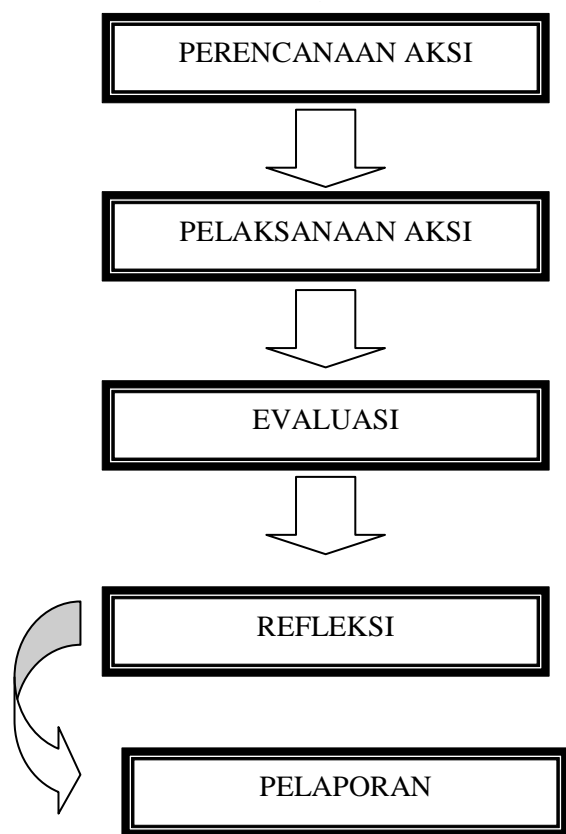 PERENCANAAN AKSI
PELAKSANAAN AKSI
EVALUASI
REFLEKSI
PELAPORAN